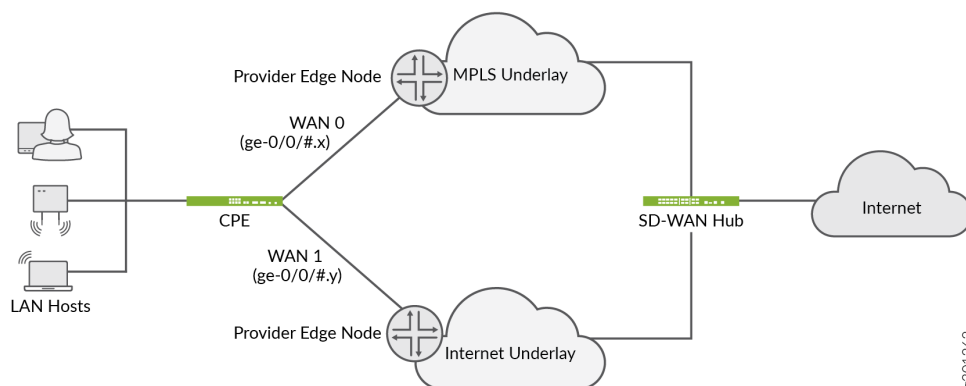 Provider Edge Node
MPLS Underlay
WAN 0
(ge-0/0/#.x)
CPE
SD-WAN Hub
Internet
WAN 1
(ge-0/0/#.y)
LAN Hosts
Provider Edge Node
Internet Underlay